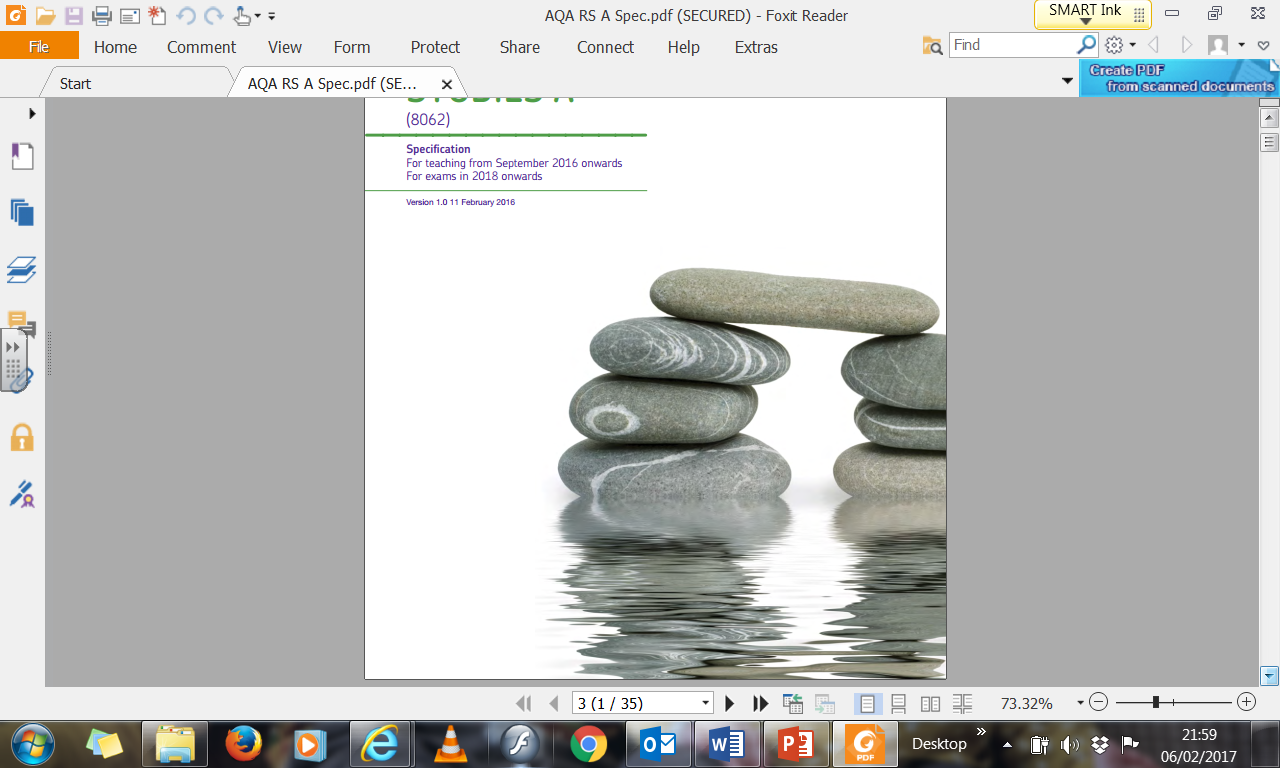 AQA RS A Spec.pdf (SECURED) - Foxit Reader
SMART Ink
File Home Comment View Form Protect Share Connect Help Extras
Find
Start
AQA RS A Spec.pdf (SE...
Create PDF
from scanned documents
STUDIES A
(8062)
Specification
For teaching from September 2016 onwards
For exams in 2018 onwards
Version 1.0 11 February 2016
3 (1 / 35)
73.32%
PDF
Desktop
21:59
06/02/2017